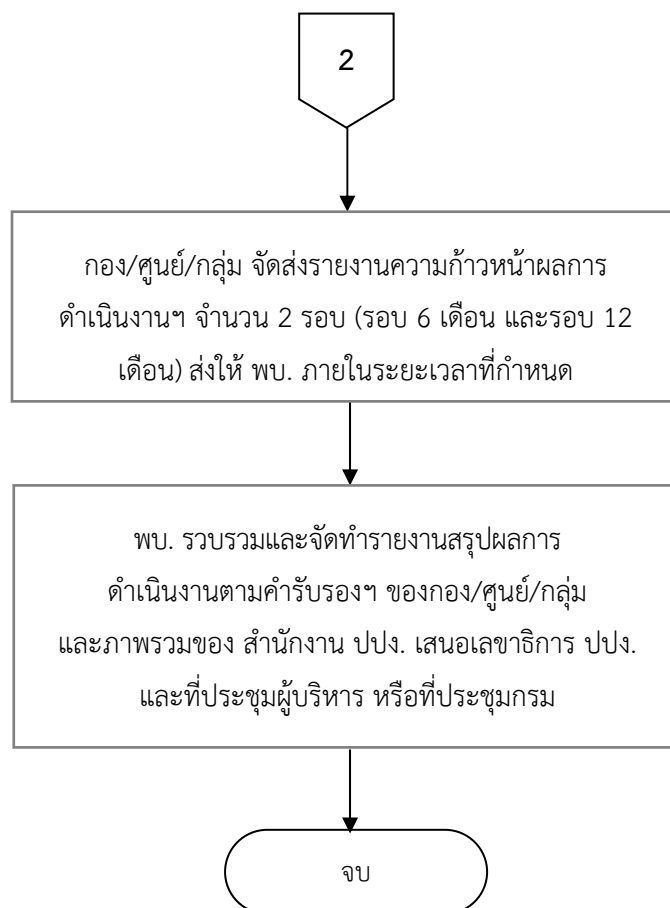 2
กอง/ศูนย์/กลุ่ม จัดส่งรายงานความก้าวหน้าผลการ
ดำเนินงานฯ จำนวน 2 รอบ (รอบ 6 เดือน และรอบ 12
เดือน) ส่งให้ พบ. ภายในระยะเวลาที่กำหนด
พบ. รวบรวมและจัดทำรายงานสรุปผลการ
ดำเนินงานตามคำรับรองฯ ของกอง/ศูนย์/กลุ่ม
และภาพรวมของ สำนักงาน ปปง. เสนอเลขาธิการ ปปง.
และที่ประชุมผู้บริหาร หรือที่ประชุมกรม
จบ